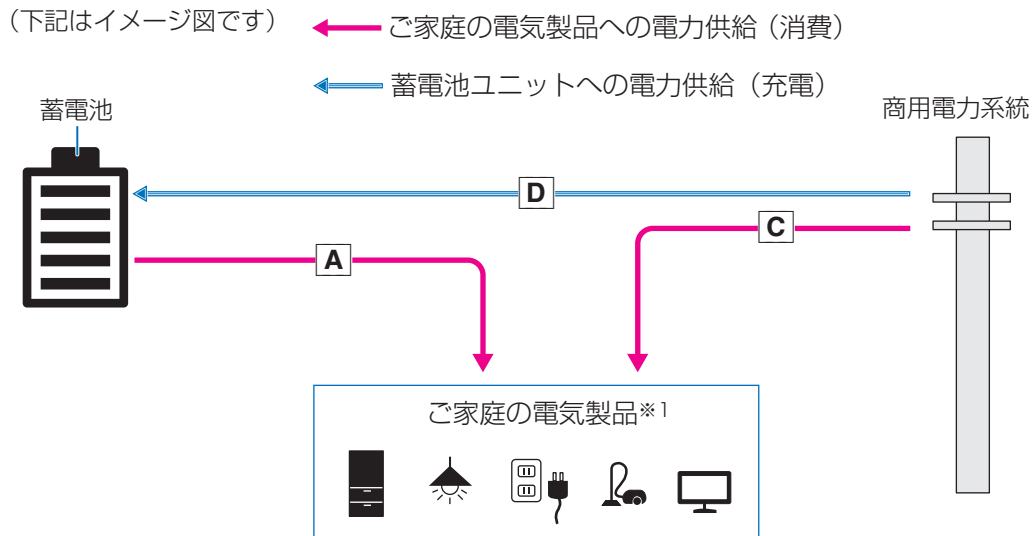 （下記はイメージ図です）
ご家庭の電気製品への電力供給（消費）
蓄電池ユニットへの電力供給（充電）
蓄電池
商用電力系統
D
C
A
ご家庭の電気製品※1